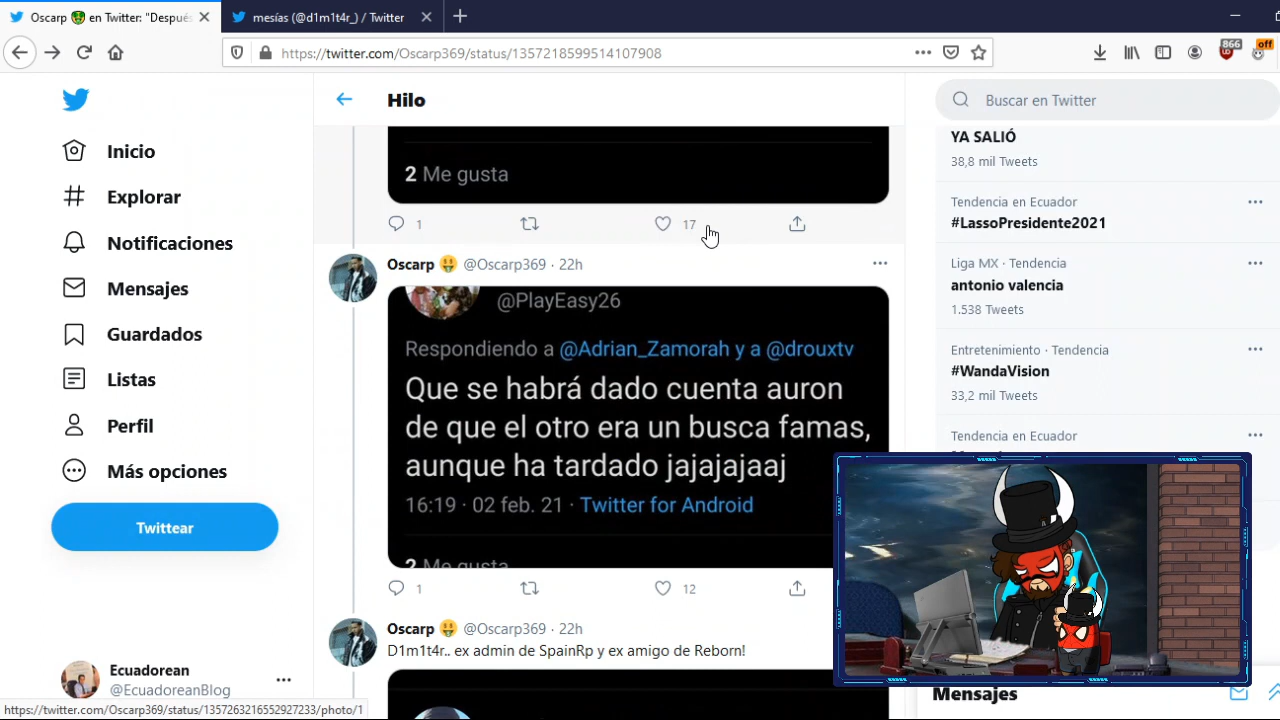 Oscarp en Twitter: "Después
mesías (@d1m1t4r_) / Twitter
https://twitter.com/Oscarp369/status/1357218599514107908
866
off
Inicio
Explorar
Notificaciones
Mensajes
Guardados
Listas
Perfil
Más opciones
Twittear
Ecuadorean
@EcuadoreanBlog
https://twitter.com/Oscarp369/status/1357263216552927233/photo/1
Hilo
2 Me gusta
1
17
Oscarp @Oscarp369 · 22h
@PlayEasy26
Respondiendo a @Adrian_Zamorah y a @drouxtv
Que se habrá dado cuenta auron
de que el otro era un busca famas,
aunque ha tardado jajajajaaj
16:19 · 02 feb. 21 · Twitter for Android
2 Me gusta
1
12
Oscarp @Oscarp369 · 22h
D1m1t4r.. ex admin de SpainRp y ex amigo de Reborn!
Buscar en Twitter
YA SALIÓ
38,8 mil Tweets
Tendencia en Ecuador
#LassoPresidente2021
Liga MX · Tendencia
antonio valencia
1.538 Tweets
Entretenimiento · Tendencia
#WandaVision
33,2 mil Tweets
Tendencia en Ecuador
Mensajes